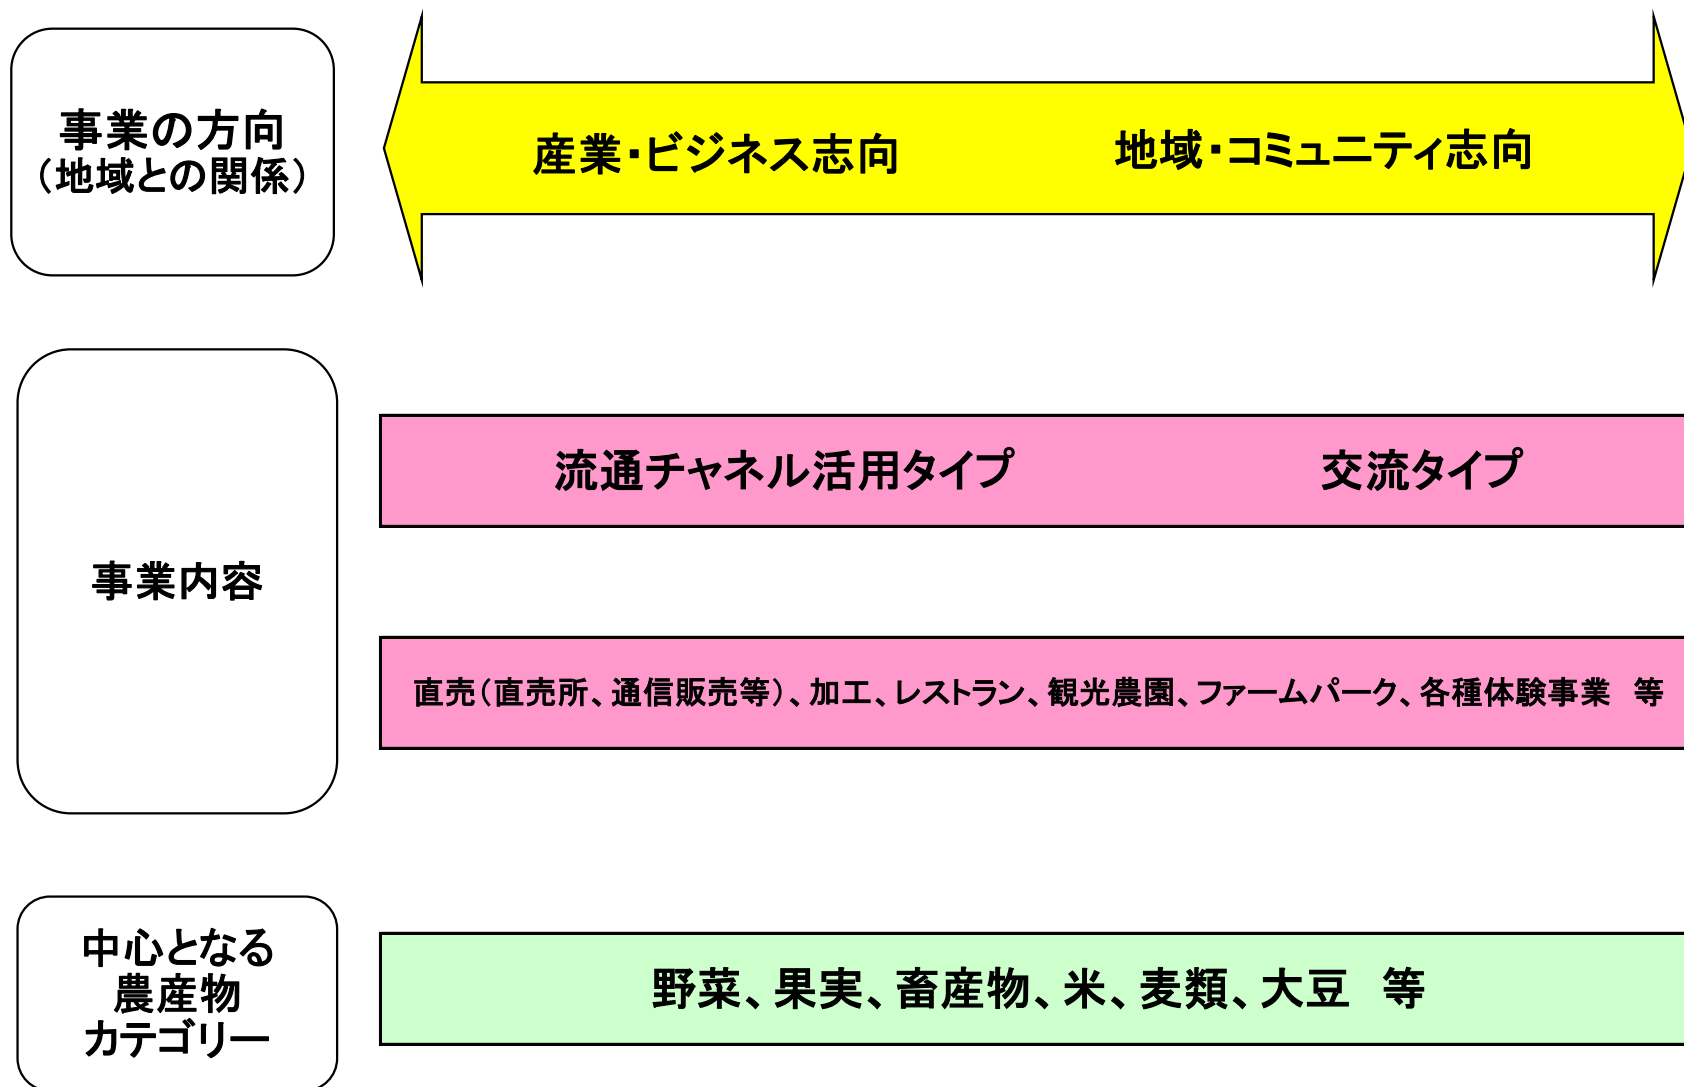 事業の方向
（地域との関係）
産業・ビジネス志向
地域・コミュニティ志向
事業内容
流通チャネル活用タイプ
交流タイプ
直売（直売所、通信販売等）、加工、レストラン、観光農園、ファームパーク、各種体験事業　等
中心となる
農産物
カテゴリー
野菜、果実、畜産物、米、麦類、大豆　等